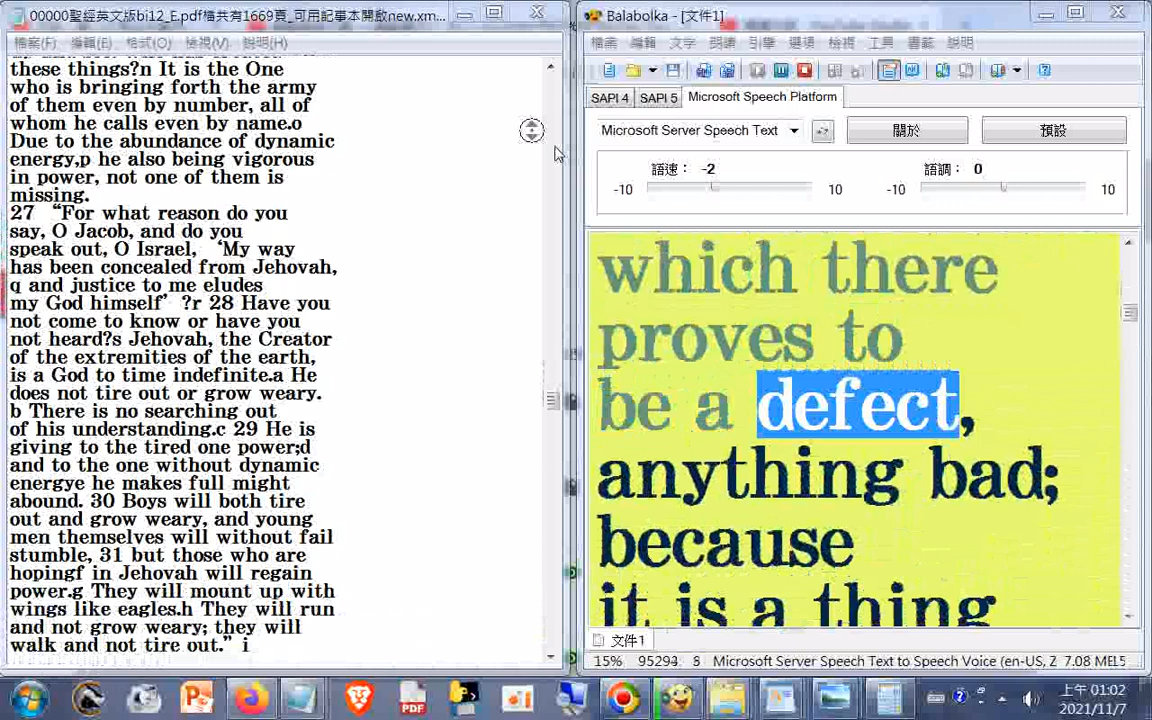 00000聖經英文版bi12_E.pdf檔共有1669頁_可用記事本開啟new.xm...
檔案(F) 編輯(E) 格式(O) 檢視(V) 說明(H)
these things?n It is the One
who is bringing forth the army
of them even by number, all of
whom he calls even by name.o
Due to the abundance of dynamic
energy,p he also being vigorous
in power, not one of them is
missing.
27 “For what reason do you
say, O Jacob, and do you
speak out, O Israel, ‘My way
has been concealed from Jehovah,
q and justice to me eludes
my God himself’ ?r 28 Have you
not come to know or have you
not heard?s Jehovah, the Creator
of the extremities of the earth,
is a God to time indefinite.a He
does not tire out or grow weary.
b There is no searching out
of his understanding.c 29 He is
giving to the tired one power;d
and to the one without dynamic
energye he makes full might
abound. 30 Boys will both tire
out and grow weary, and young
men themselves will without fail
stumble, 31 but those who are
hopingf in Jehovah will regain
power.g They will mount up with
wings like eagles.h They will run
and not grow weary; they will
walk and not tire out.” i
Balabolka - [文件1]
檔案 編輯 文字 朗讀 引擎 選項 檢視 工具 書籤 說明
SAPI 4 SAPI 5 Microsoft Speech Platform
Microsoft Server Speech Text 關於 預設
語速： -2 語調： 0
-10 10 -10 10
which there
proves to
be a defect,
anything bad;
because
it is a thing
文件1
15% 95294 : 8 Microsoft Server Speech Text to Speech Voice (en-US, Z 7.08
上午 01:02
2021/11/7